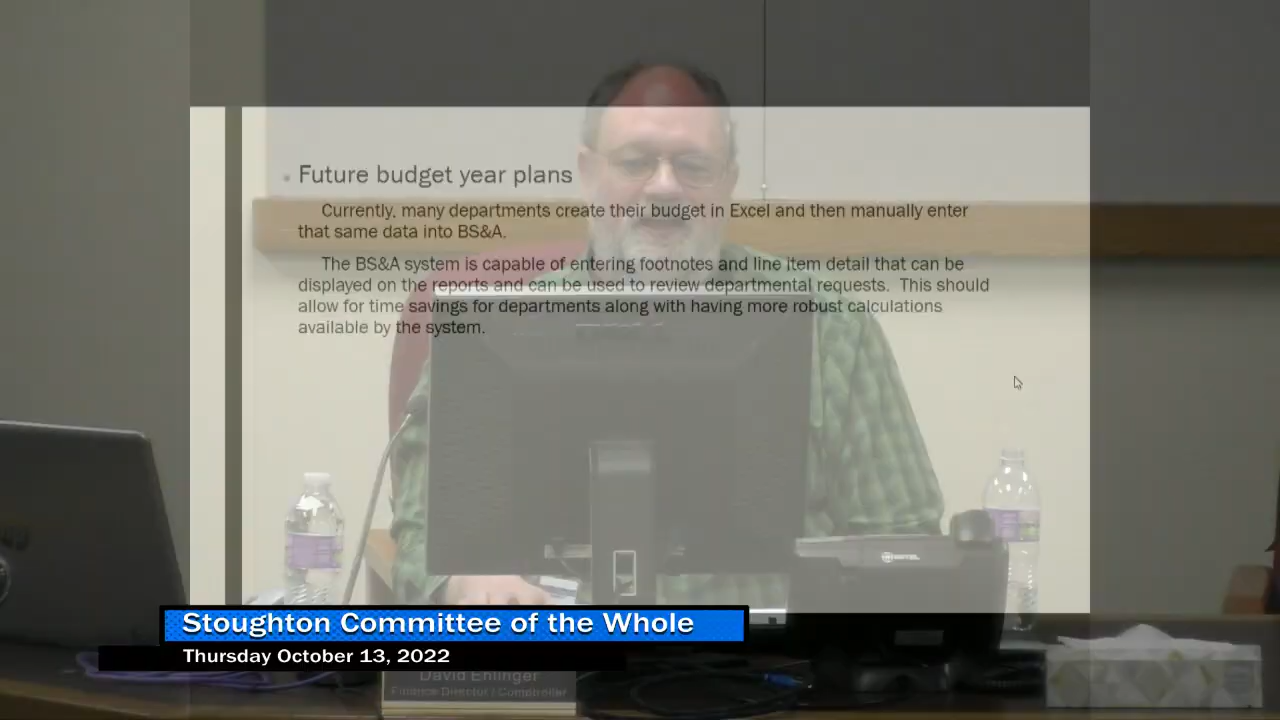 Future budget year plans
Currently, many departments create their budget in Excel and then manually enter
that same data into BS&A.
The BS&A system is capable of entering footnotes and line item detail that can be
displayed on the reports and can be used to review departmental requests. This should
allow for time savings for departments along with having more robust calculations
available by the system.
Stoughton Committee of the Whole
Thursday October 13, 2022
David Ehlinger
Finance Director / Comptroller